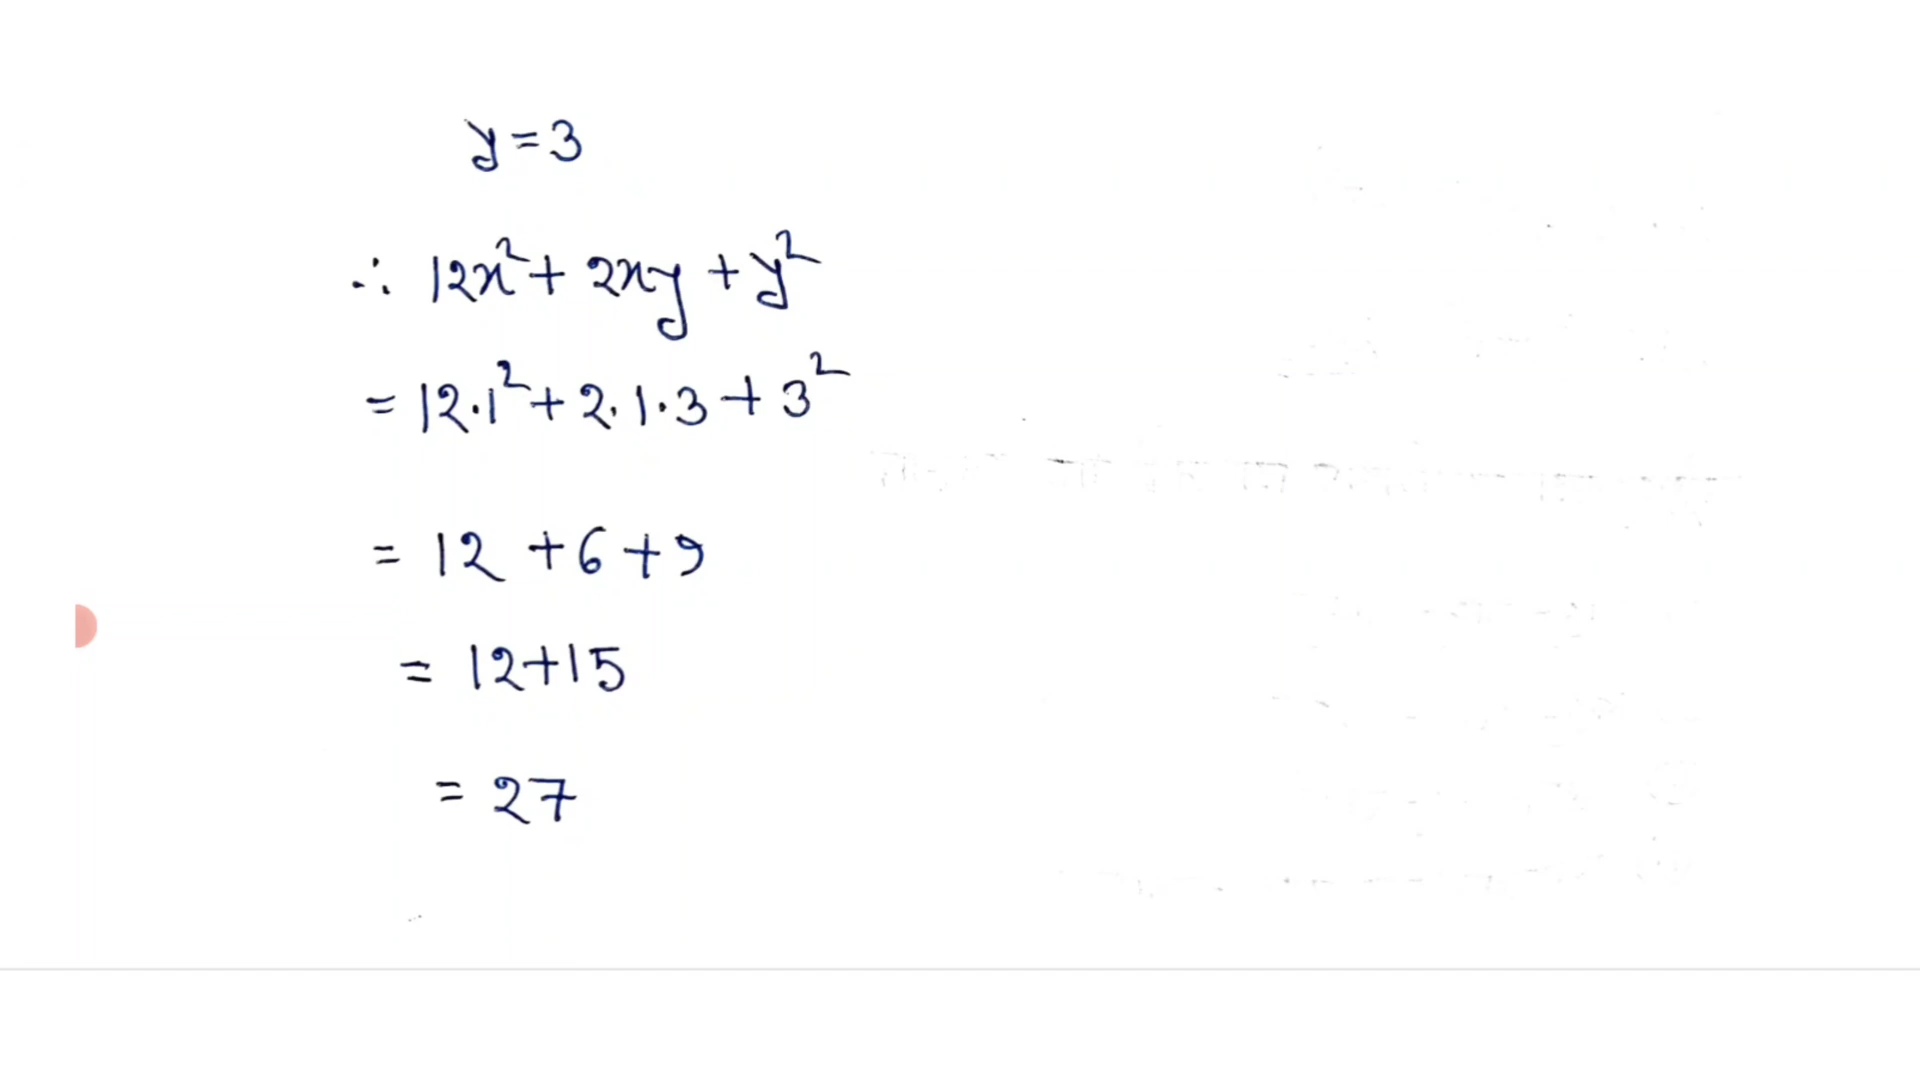 y = 3
∴ 12x² + 2xy + y²
= 12·1² + 2·1·3 + 3²
= 12 + 6 + 9
= 12 + 15
= 27